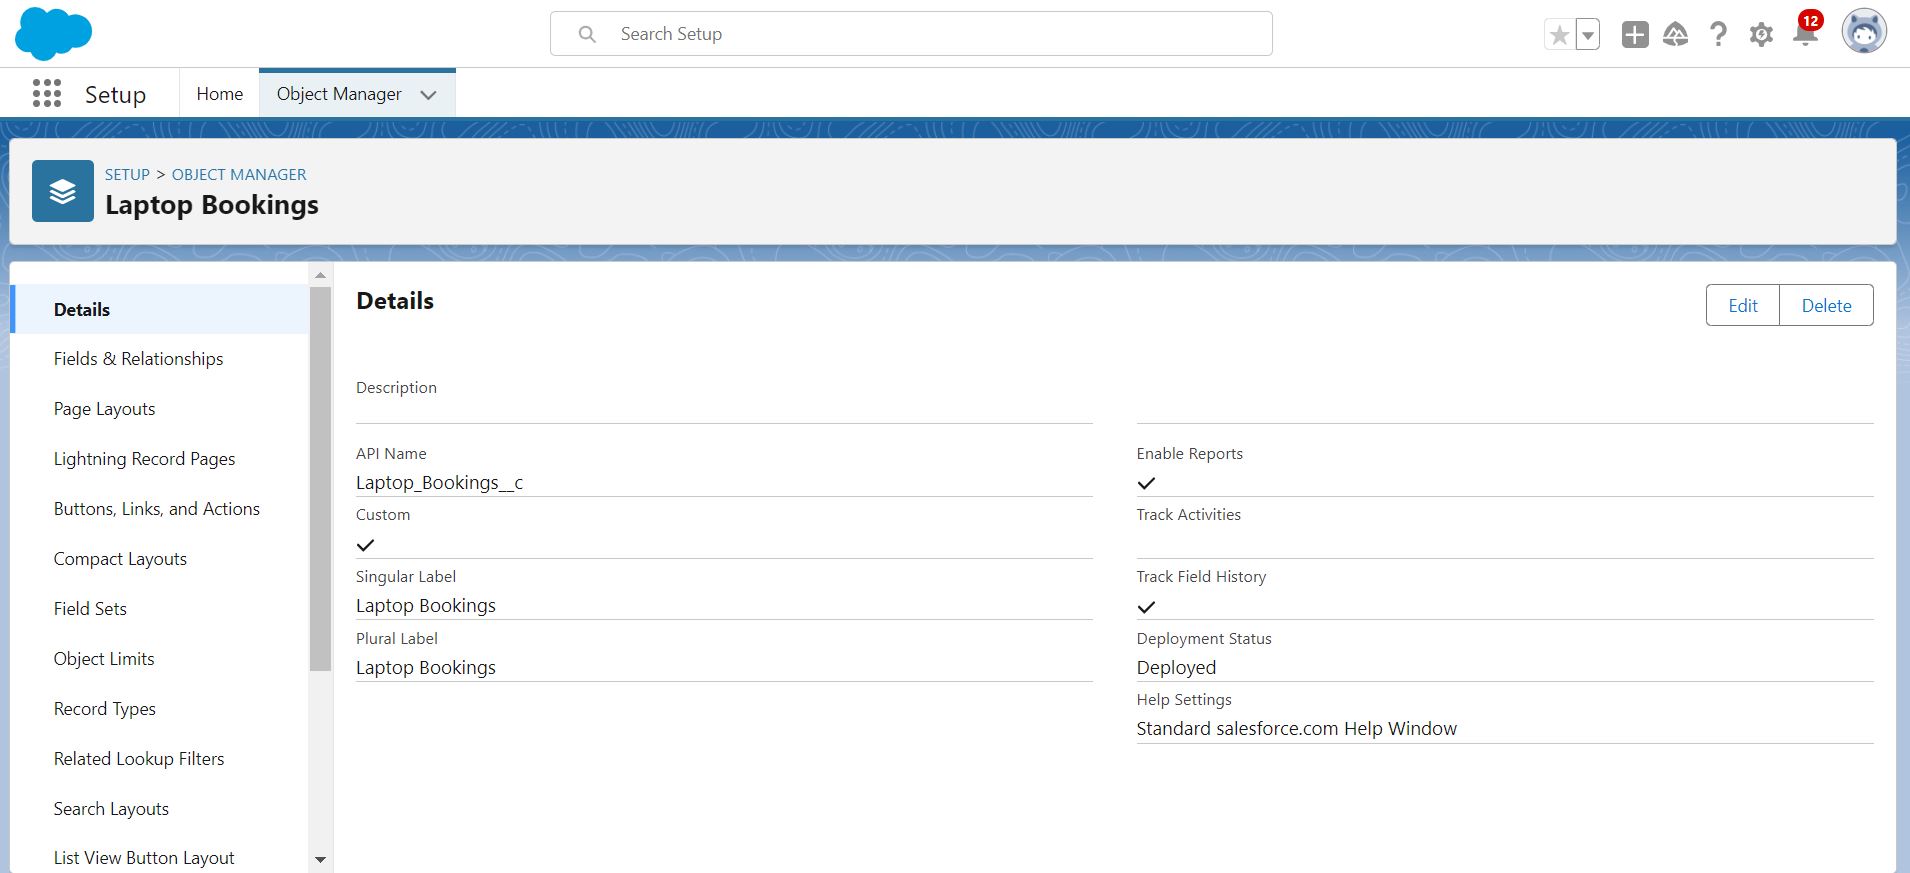 Search Setup
12
Setup
Home
Object Manager
SETUP > OBJECT MANAGER
Laptop Bookings
Details
Fields & Relationships
Page Layouts
Lightning Record Pages
Buttons, Links, and Actions
Compact Layouts
Field Sets
Object Limits
Record Types
Related Lookup Filters
Search Layouts
List View Button Layout
Details
Edit
Delete
Description
API Name
Laptop_Bookings__c
Custom
Singular Label
Laptop Bookings
Plural Label
Laptop Bookings
Enable Reports
Track Activities
Track Field History
Deployment Status
Deployed
Help Settings
Standard salesforce.com Help Window